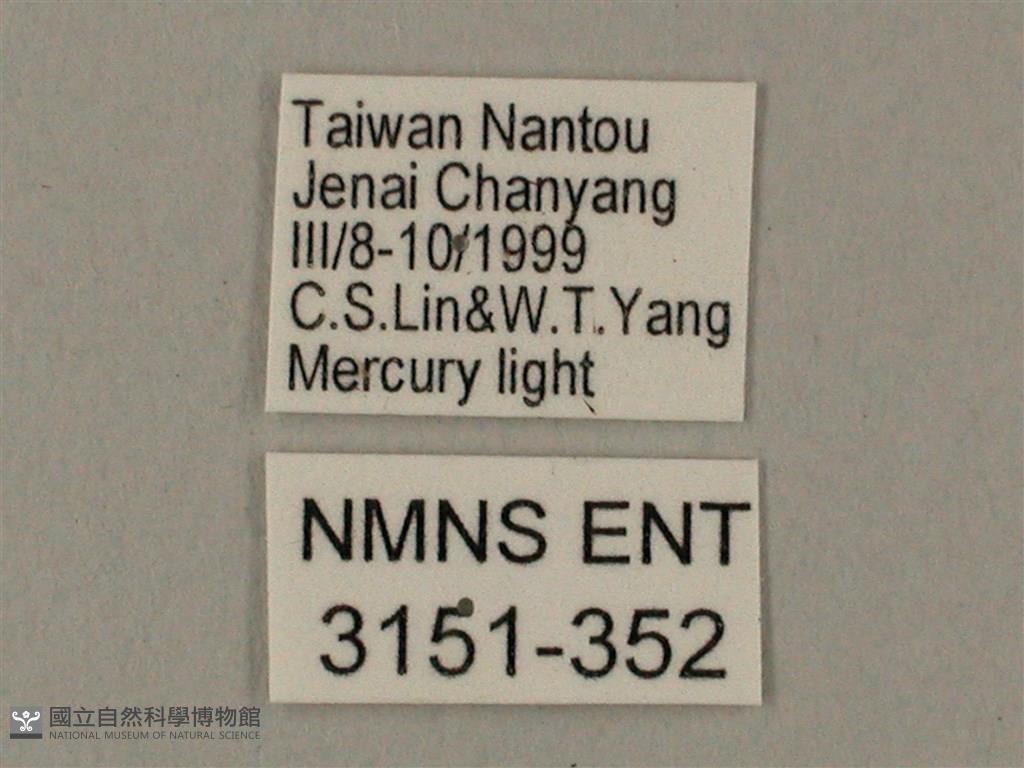 Taiwan Nantou
Jenai Chanyang
III/8-10/1999
C.S.Lin&W.T.Yang
Mercury light
NMNS ENT
3151-352
國立自然科學博物館
NATIONAL MUSEUM OF NATURAL SCIENCE